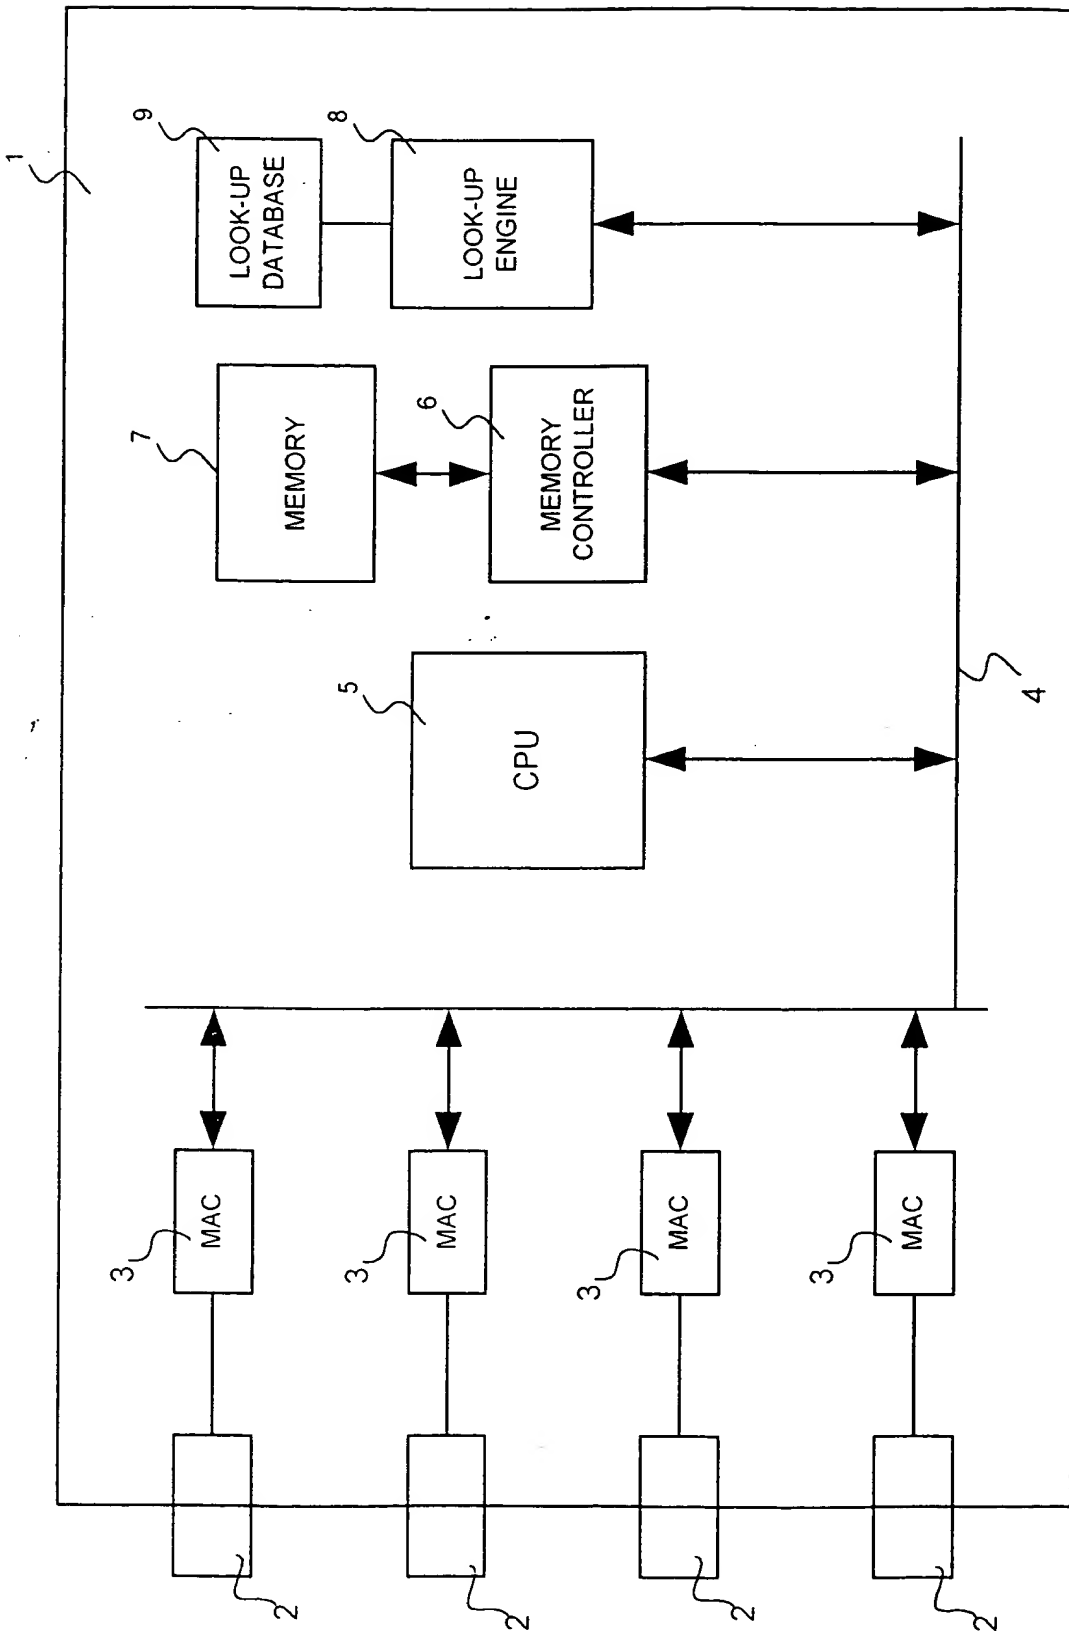 1
9
LOOK-UP
DATABASE
8
LOOK-UP
ENGINE
7
MEMORY
6
MEMORY
CONTROLLER
5
CPU
4
3
MAC
3
MAC
3
MAC
3
MAC
2
2
2
2